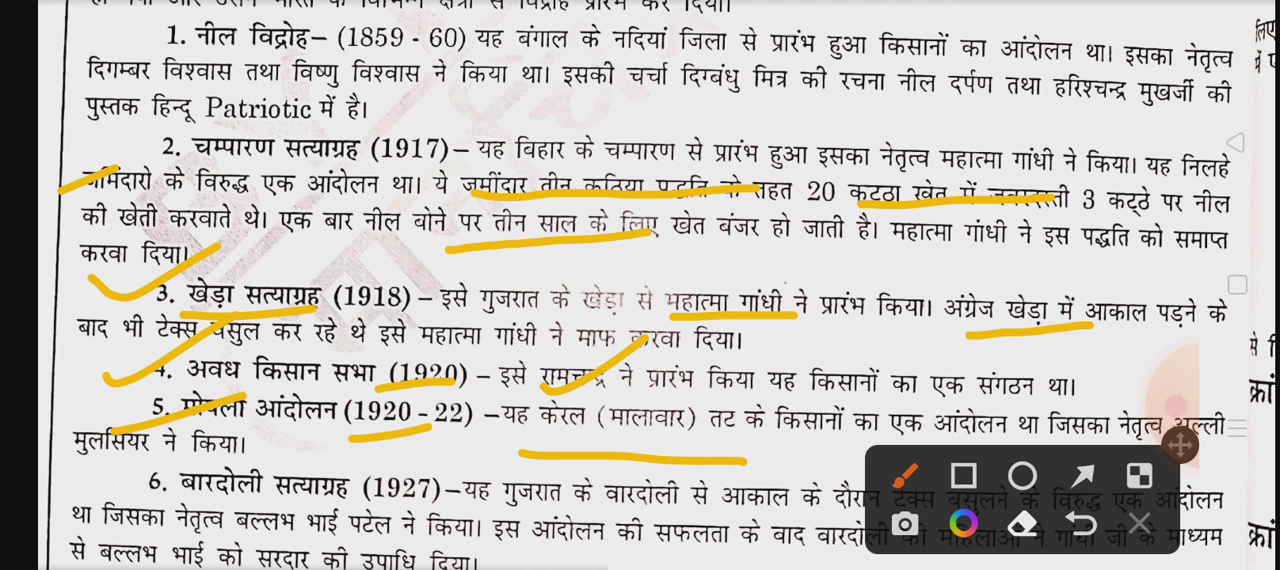 1. नील विद्रोह– (1859 - 60) यह बंगाल के नदियां जिला से प्रारंभ हुआ किसानों का आंदोलन था। इसका नेतृत्व
दिगम्बर विश्वास तथा विष्णु विश्वास ने किया था। इसकी चर्चा दिग्बंधु मित्र की रचना नील दर्पण तथा हरिश्चन्द्र मुखर्जी की
पुस्तक हिन्दू Patriotic में है।
2. चम्पारण सत्याग्रह (1917)– यह विहार के चम्पारण से प्रारंभ हुआ इसका नेतृत्व महात्मा गांधी ने किया। यह निलहे
जमिंदारो के विरुद्ध एक आंदोलन था। ये जमींदार तीन कठिया पद्धति के तहत 20 कट्ठा खेत में जबरदस्ती 3 कट्ठे पर नील
की खेती करवाते थे। एक बार नील बोने पर तीन साल के लिए खेत बंजर हो जाती है। महात्मा गांधी ने इस पद्धति को समाप्त
करवा दिया।
3. खेड़ा सत्याग्रह (1918) – इसे गुजरात के खेड़ा से महात्मा गांधी ने प्रारंभ किया। अंग्रेज खेड़ा में आकाल पड़ने के
बाद भी टेक्स वसुल कर रहे थे इसे महात्मा गांधी ने माफ करवा दिया।
4. अवध किसान सभा (1920) – इसे रामचन्द्र ने प्रारंभ किया यह किसानों का एक संगठन था।
5. मोपला आंदोलन (1920 - 22) –यह केरल (मालावार) तट के किसानों का एक आंदोलन था जिसका नेतृत्व अल्ली
मुलसियर ने किया।
6. बारदोली सत्याग्रह (1927)–यह गुजरात के वारदोली से आकाल के दौरान टेक्स वसुलने के विरुद्ध एक आंदोलन
था जिसका नेतृत्व बल्लभ भाई पटेल ने किया। इस आंदोलन की सफलता के वाद वारदोली की महिलाओं ने गांधी जी के माध्यम
से बल्लभ भाई को सरदार की उपाधि दिया।